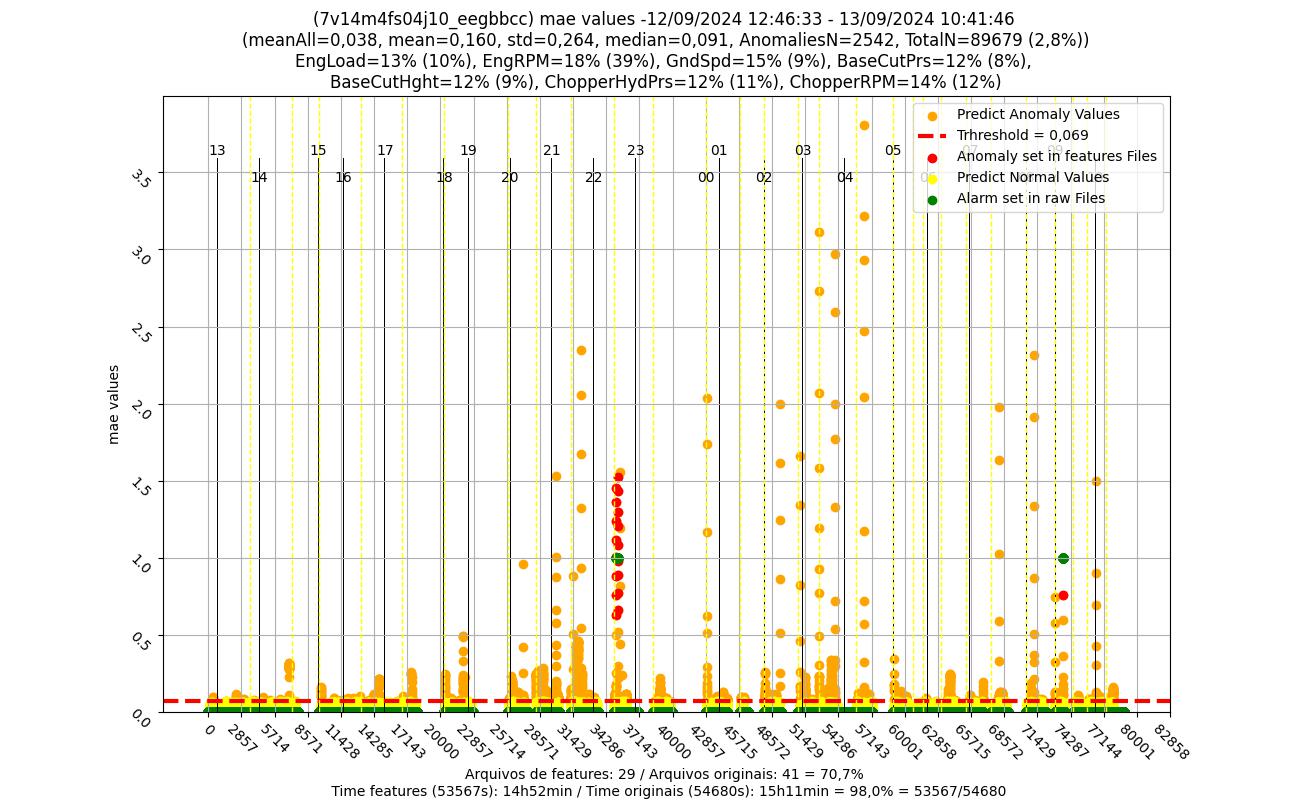 (7v14m4fs04j10_eegbbcc) mae values -12/09/2024 12:46:33 - 13/09/2024 10:41:46
(meanAll=0,038, mean=0,160, std=0,264, median=0,091, AnomaliesN=2542, TotalN=89679 (2,8%))
EngLoad=13% (10%), EngRPM=18% (39%), GndSpd=15% (9%), BaseCutPrs=12% (8%),
BaseCutHght=12% (9%), ChopperHydPrs=12% (11%), ChopperRPM=14% (12%)
Predict Anomaly Values
Trhreshold = 0,069
Anomaly set in features Files
Predict Normal Values
Alarm set in raw Files
13 15 17 19 21 23 01 03 05 07 09
14 16 18 20 22 00 02 04 06
3.5
3.0
2.5
2.0
1.5
1.0
0.5
0.0
mae values
0 2857 5714 8571 11428 14285 17143 20000 22857 25714 28571 31429 34286 37143 40000 42857 45715 48572 51429 54286 57143 60001 62858 65715 68572 71429 74287 77144 80001 82858
Arquivos de features: 29 / Arquivos originais: 41 = 70,7%
Time features (53567s): 14h52min / Time originais (54680s): 15h11min = 98,0% = 53567/54680